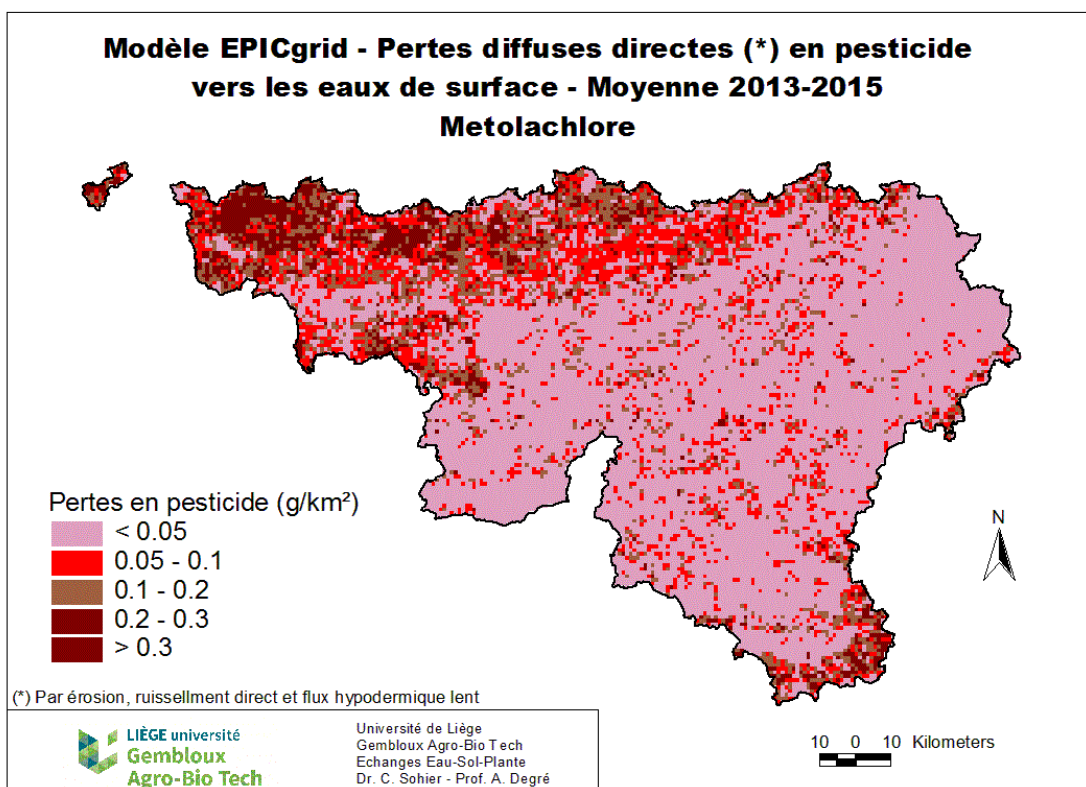 Modèle EPICgrid - Pertes diffuses directes (*) en pesticide
vers les eaux de surface - Moyenne 2013-2015
Metolachlore
Pertes en pesticide (g/km²)
< 0.05
0.05 - 0.1
0.1 - 0.2
0.2 - 0.3
> 0.3
N
(*) Par érosion, ruissellment direct et flux hypodermique lent
LIÈGE université
Gembloux
Agro-Bio Tech
Université de Liège
Gembloux Agro-Bio Tech
Echanges Eau-Sol-Plante
Dr. C. Sohier - Prof. A. Degré
10 0 10 Kilometers